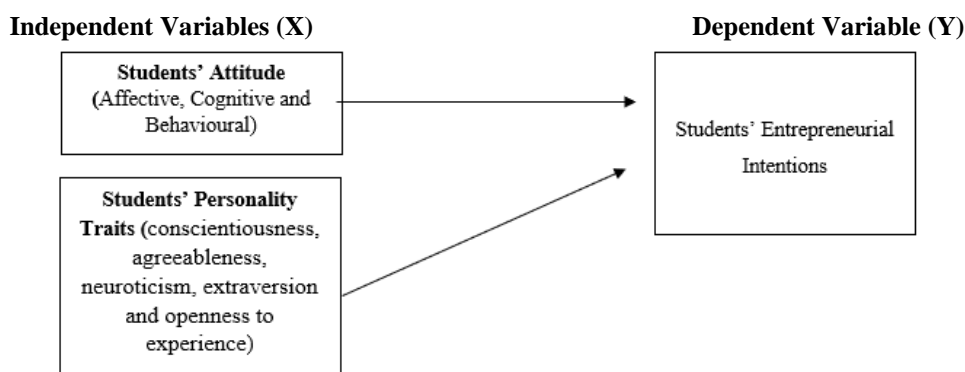 Independent Variables (X)
Dependent Variable (Y)
Students’ Attitude
(Affective, Cognitive and
Behavioural)
Students’ Entrepreneurial
Intentions
Students’ Personality
Traits (conscientiousness,
agreeableness,
neuroticism, extraversion
and openness to
experience)